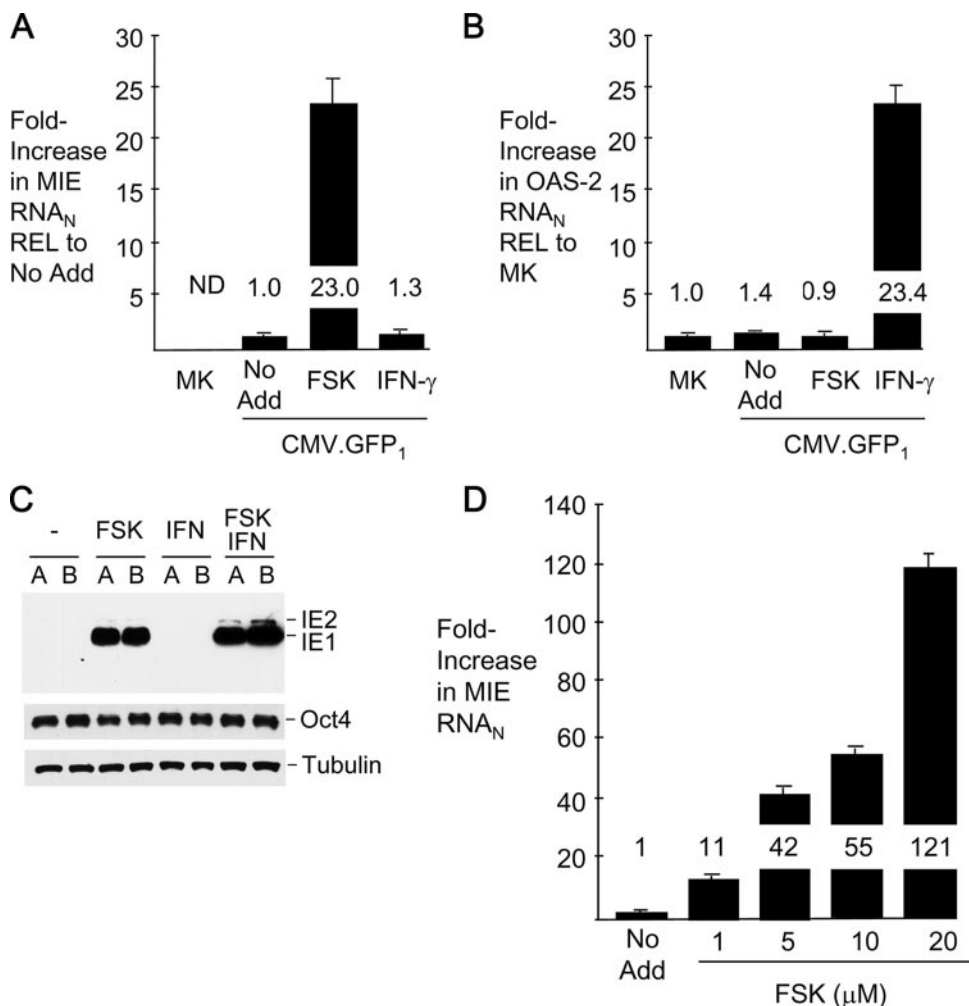 A
Fold-
Increase
in MIE
RNA_N
REL to
No Add
30
25
20
15
10
5
ND
1.0
23.0
1.3
MK
No
Add
FSK
IFN-γ
CMV.GFP_1
B
Fold-
Increase
in OAS-2
RNA_N
REL to
MK
30
25
20
15
10
5
1.0
1.4
0.9
23.4
MK
No
Add
FSK
IFN-γ
CMV.GFP_1
C
-
FSK
IFN
FSK
IFN
A B A B A B A B
IE2
IE1
Oct4
Tubulin
D
Fold-
Increase
in MIE
RNA_N
140
120
100
80
60
40
20
1
11
42
55
121
No
Add
1
5
10
20
FSK (μM)